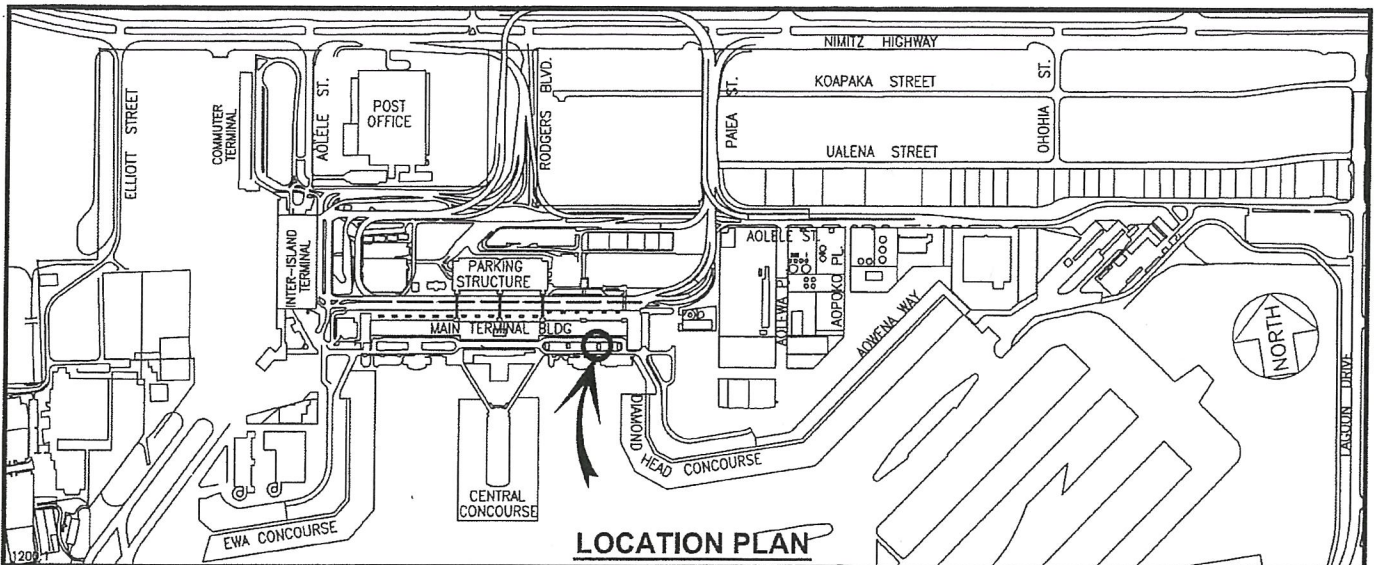 NIMITZ HIGHWAY
KOAPAKA STREET
UALENA STREET
OHOHIA ST.
PAIEA ST.
RODGERS BLVD.
POST
OFFICE
AOLELE ST.
COMMUTER
TERMINAL
ELLIOTT STREET
INTER-ISLAND
TERMINAL
PARKING
STRUCTURE
MAIN TERMINAL BLDG
AOLELE ST.
AOLEWA PL.
AOPOKO PL.
AOWENA WAY
NORTH
LAGOON DRIVE
DIAMOND HEAD CONCOURSE
CENTRAL
CONCOURSE
EWA CONCOURSE
LOCATION PLAN